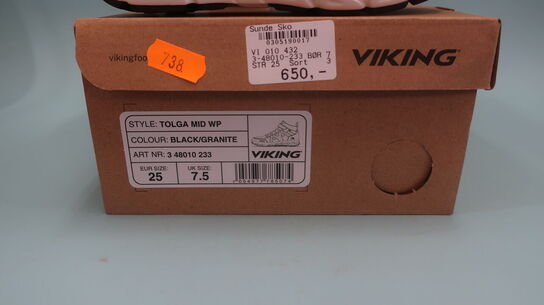 Sunde Sko
0305190017
VI 010 432
3-48010-233 BØR 7
STR 25 Sort 3
650,-
vikingfoo
738
VIKING
STYLE: TOLGA MID WP
COLOUR: BLACK/GRANITE
ART NR: 3 48010 233
VIKING
EUR SIZE: UK SIZE:
25 7.5